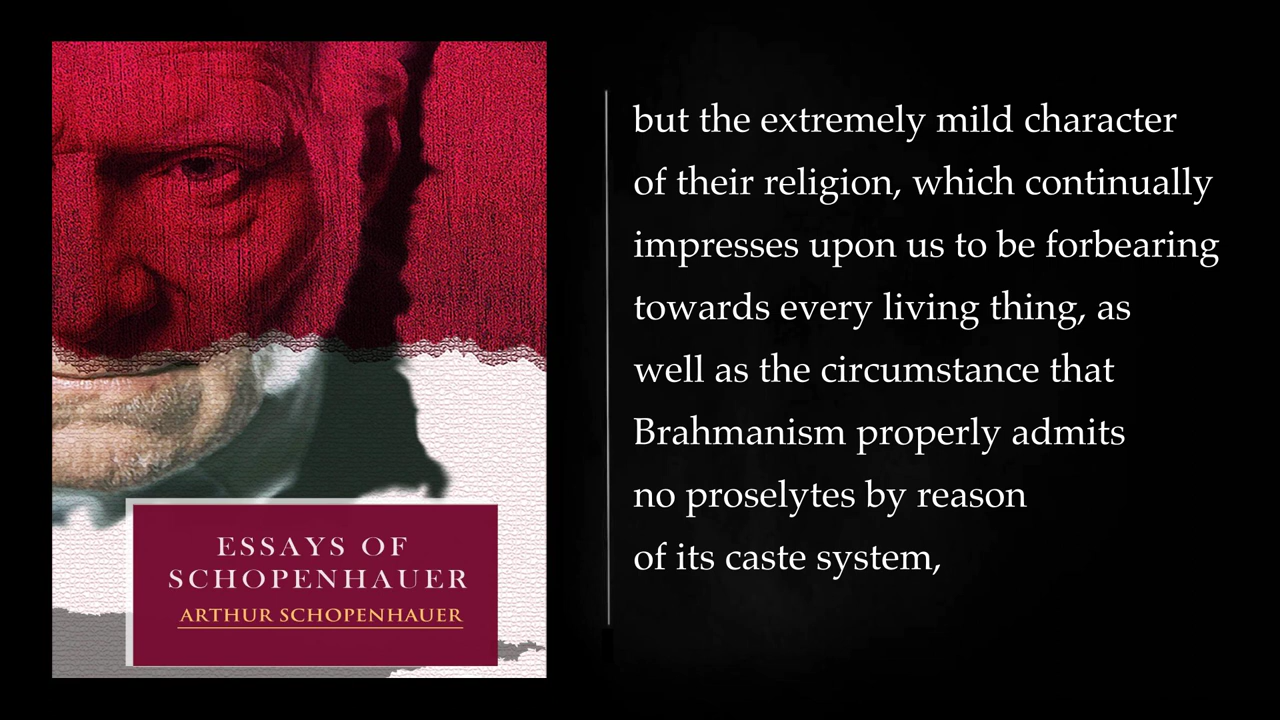 ESSAYS OF
SCHOPENHAUER
ARTHUR SCHOPENHAUER
but the extremely mild character
of their religion, which continually
impresses upon us to be forbearing
towards every living thing, as
well as the circumstance that
Brahmanism properly admits
no proselytes by reason
of its caste system,